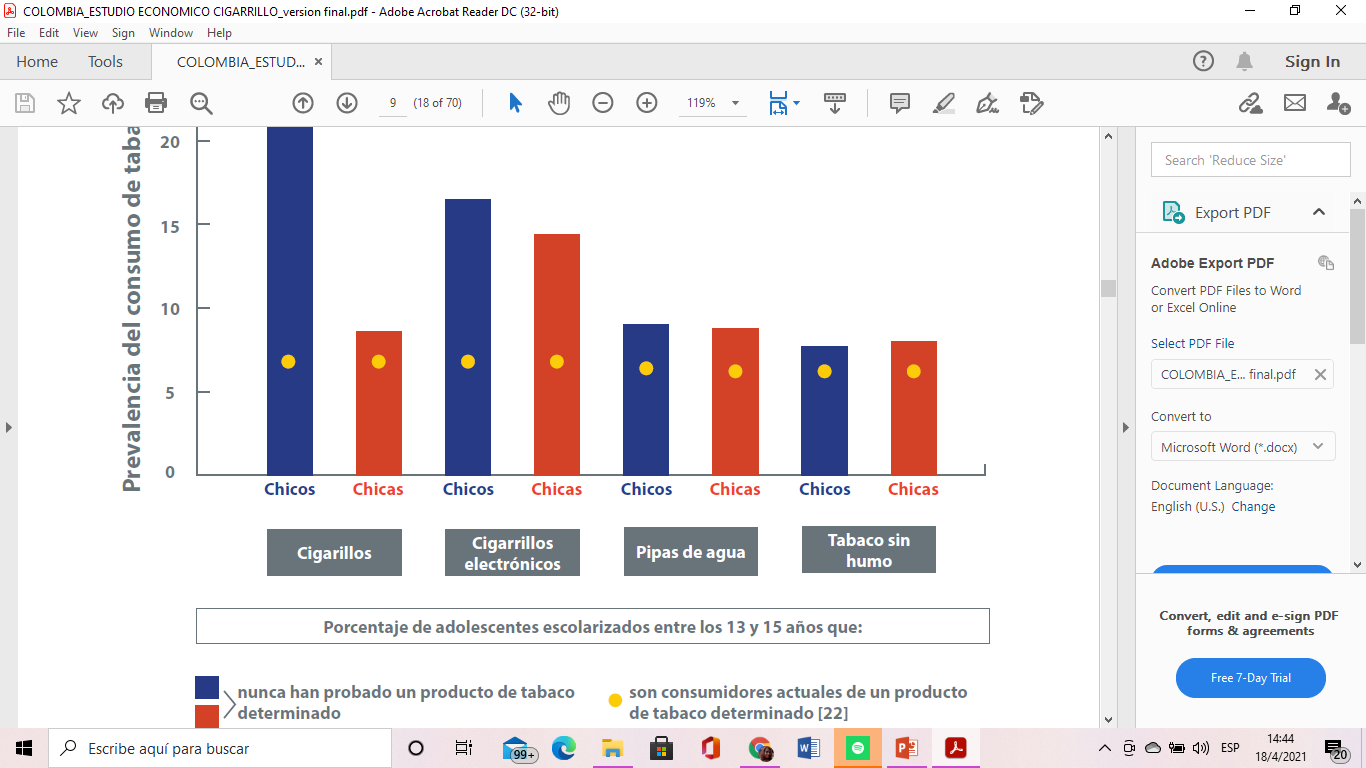 COLOMBIA_ESTUDIO ECONOMICO CIGARRILLO_version final.pdf - Adobe Acrobat Reader DC (32-bit)
File Edit View Sign Window Help
Home Tools COLOMBIA_ESTUD... × Sign In
9 (18 of 70) 119%
Prevalencia del consumo de taba
20
15
10
5
0
Chicos Chicas Chicos Chicas Chicos Chicas Chicos Chicas
Cigarillos
Cigarrillos
electrónicos
Pipas de agua
Tabaco sin
humo
Porcentaje de adolescentes escolarizados entre los 13 y 15 años que:
nunca han probado un producto de tabaco
determinado
son consumidores actuales de un producto
de tabaco determinado [22]
Search 'Reduce Size'
Export PDF
Adobe Export PDF
Convert PDF Files to Word
or Excel Online
Select PDF File
COLOMBIA_E... final.pdf
Convert to
Microsoft Word (*.docx)
Document Language:
English (U.S.) Change
Convert, edit and e-sign PDF
forms & agreements
Free 7-Day Trial
Escribe aquí para buscar
99+
ESP
14:44
18/4/2021
20